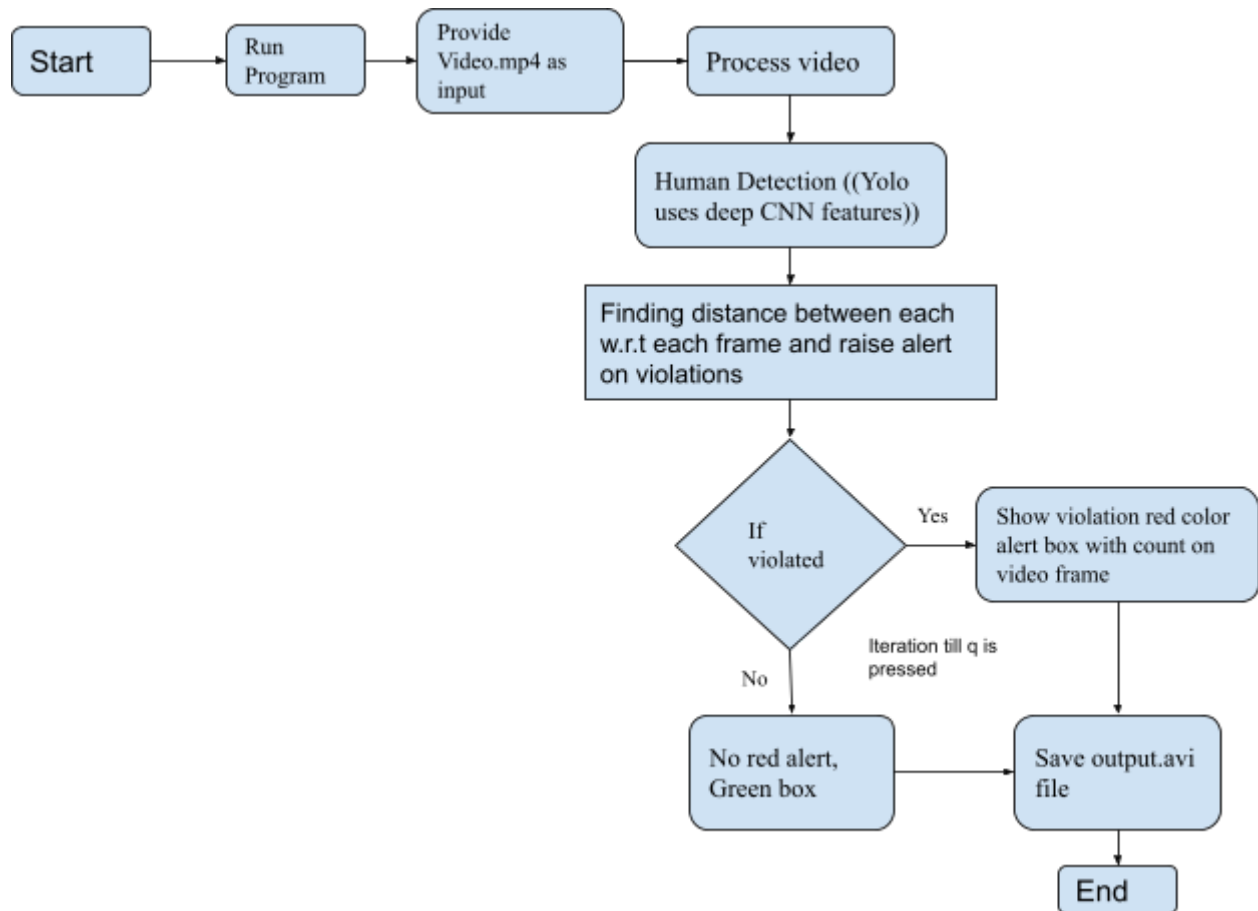 Start
Run
Program
Provide
Video.mp4 as
input
Process video
Human Detection ((Yolo
uses deep CNN features))
Finding distance between each
w.r.t each frame and raise alert
on violations
If
violated
Yes
Show violation red color
alert box with count on
video frame
Iteration till q is
pressed
No
No red alert,
Green box
Save output.avi
file
End